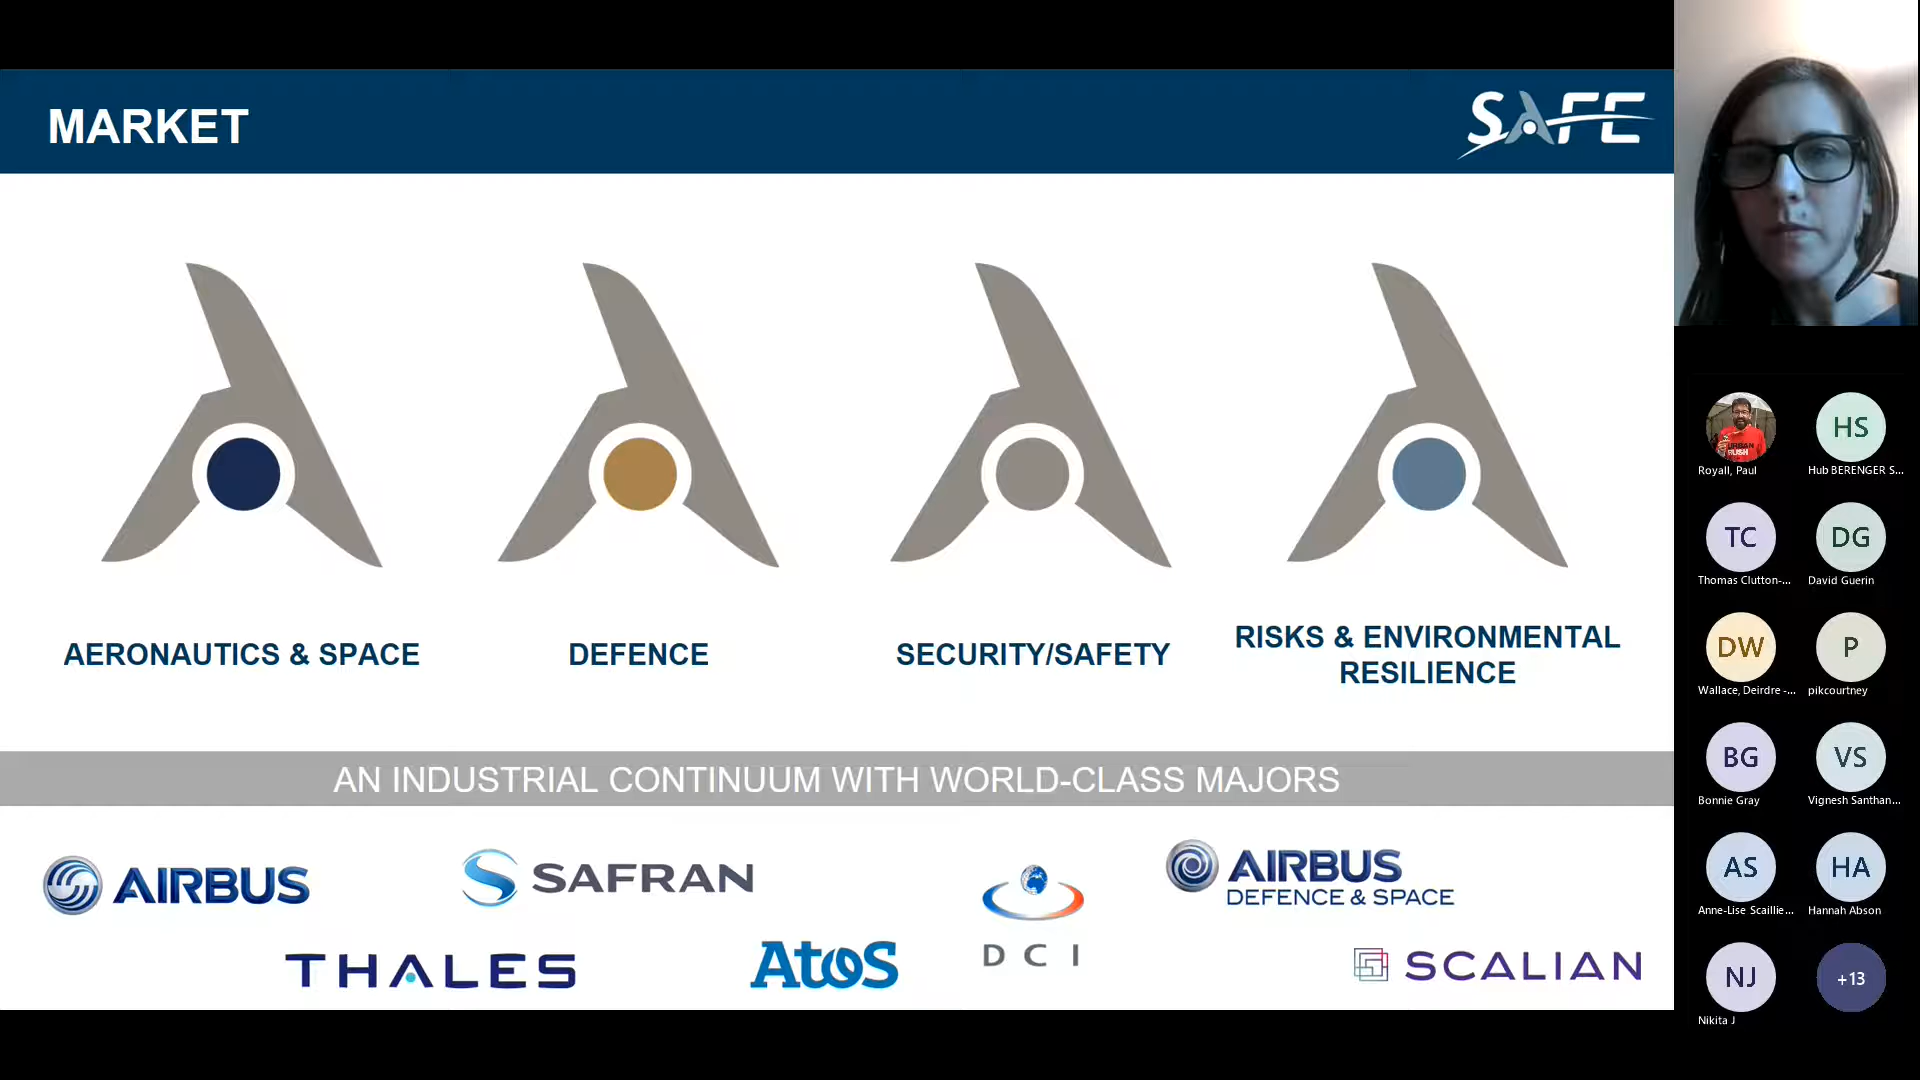 MARKET
SAFE
AERONAUTICS & SPACE
DEFENCE
SECURITY/SAFETY
RISKS & ENVIRONMENTAL
RESILIENCE
AN INDUSTRIAL CONTINUUM WITH WORLD-CLASS MAJORS
AIRBUS
SAFRAN
DCI
AIRBUS
DEFENCE & SPACE
THALES
Atos
SCALIAN
URBAN
RUSH
Royall, Paul
HS
Hub BERENGER S...
TC
Thomas Clutton-...
DG
David Guerin
DW
Wallace, Deirdre -...
P
pikcourtney
BG
Bonnie Gray
VS
Vignesh Santhan...
AS
Anne-Lise Scaillie...
HA
Hannah Abson
NJ
Nikita J
+13